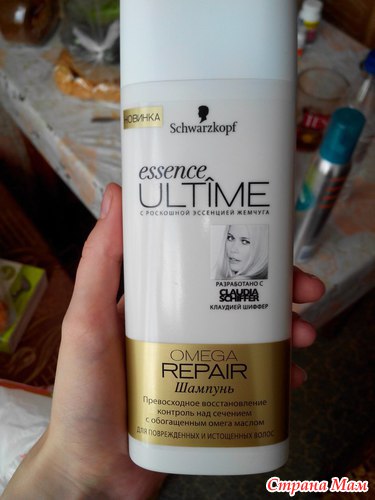 НОВИНКА
Schwarzkopf
essence
ULTÎME
С РОСКОШНОЙ ЭССЕНЦИЕЙ ЖЕМЧУГА
РАЗРАБОТАНО С
CLAUDIA
SCHIFFER
КЛАУДИЕЙ ШИФФЕР
OMEGA
REPAIR
Шампунь
Превосходное восстановление
контроль над сечением
с обогащенным омега маслом
ДЛЯ ПОВРЕЖДЕННЫХ И ИСТОЩЕННЫХ ВОЛОС
Страна Мам